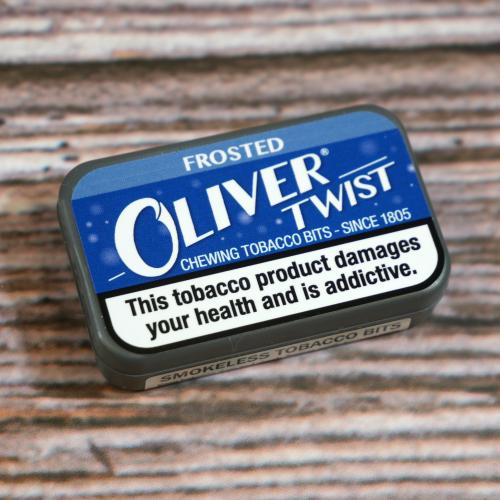 FROSTED
OLIVER®
TWIST
CHEWING TOBACCO BITS - SINCE 1805
This tobacco product damages
your health and is addictive.
SMOKELESS TOBACCO BITS